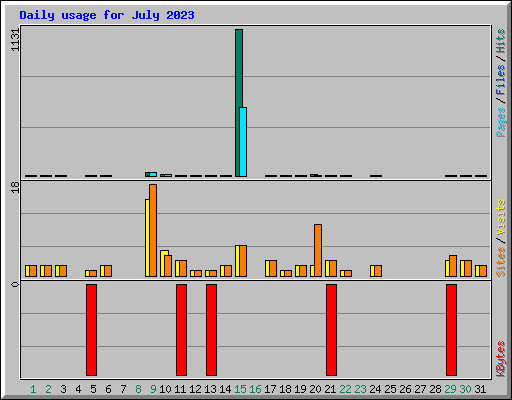 Daily usage for July 2023
1131
18
0
Pages/Files/Hits
Sites/Visits
KBytes
1 2 3 4 5 6 7 8 9 10 11 12 13 14 15 16 17 18 19 20 21 22 23 24 25 26 27 28 29 30 31